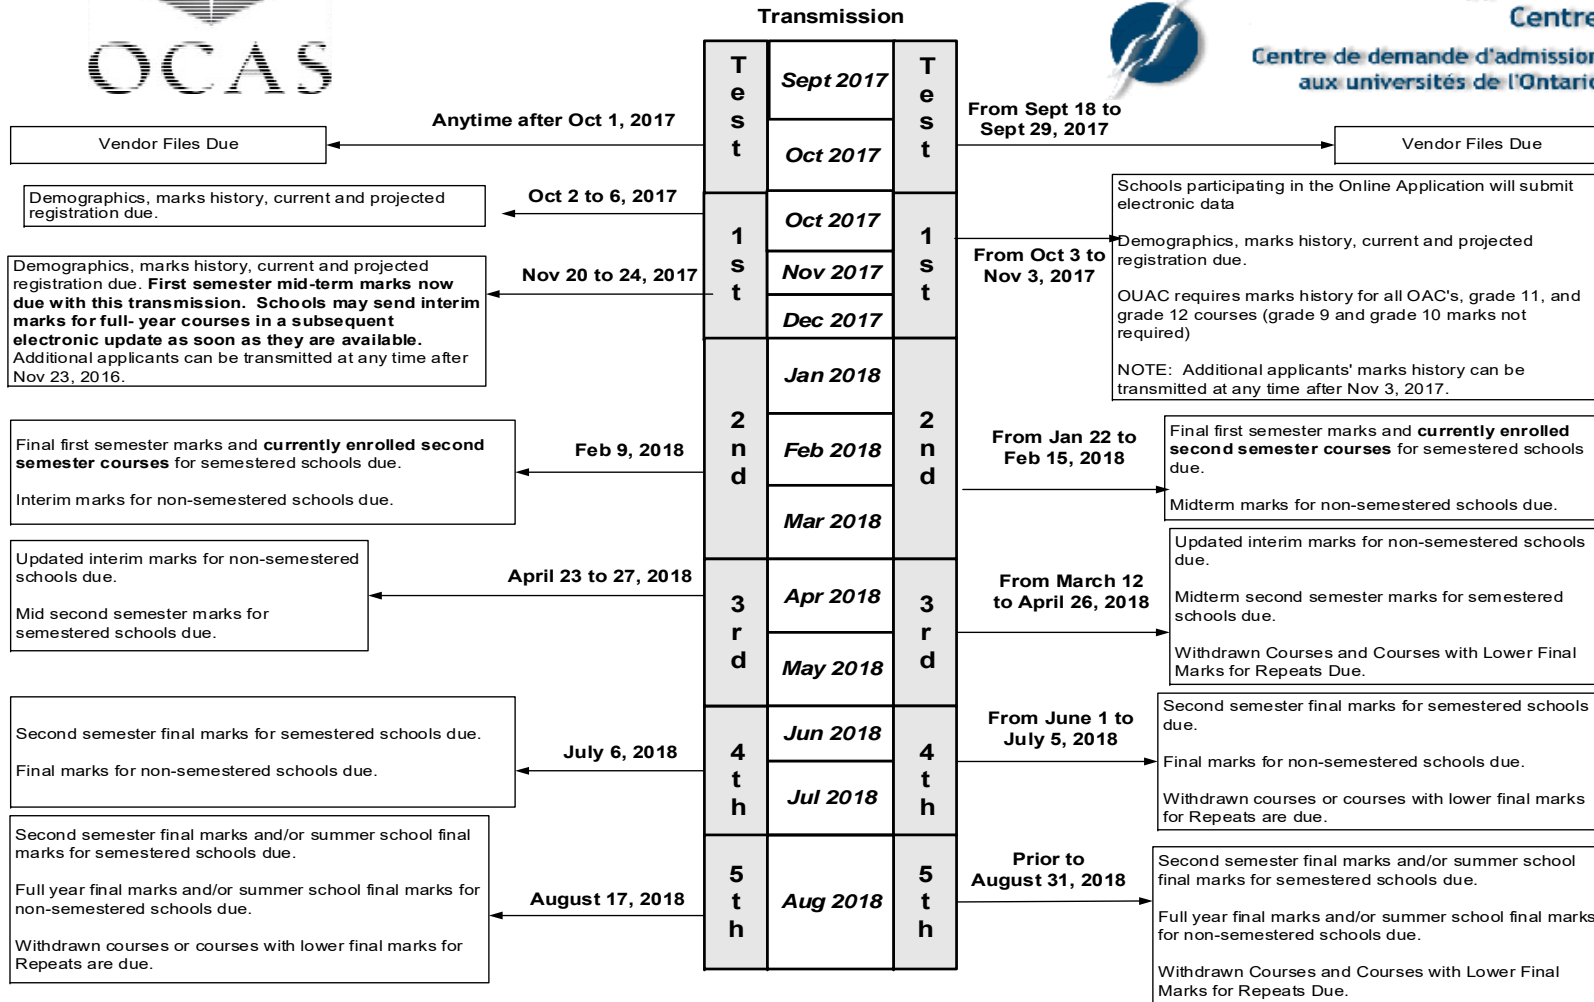 OCAS
Transmission
Centre
Centre de demande d'admission
aux universités de l'Ontario
Test
Sept 2017
Test
Anytime after Oct 1, 2017
Vendor Files Due
From Sept 18 to
Sept 29, 2017
Vendor Files Due
Oct 2017
Oct 2 to 6, 2017
Demographics, marks history, current and projected
registration due.
1st
Oct 2017
1st
Nov 2017
Dec 2017
Nov 20 to 24, 2017
Demographics, marks history, current and projected
registration due. First semester mid-term marks now
due with this transmission. Schools may send interim
marks for full- year courses in a subsequent
electronic update as soon as they are available.
Additional applicants can be transmitted at any time after
Nov 23, 2016.
From Oct 3 to
Nov 3, 2017
Schools participating in the Online Application will submit
electronic data
Demographics, marks history, current and projected
registration due.
OUAC requires marks history for all OAC's, grade 11, and
grade 12 courses (grade 9 and grade 10 marks not
required)
NOTE: Additional applicants' marks history can be
transmitted at any time after Nov 3, 2017.
2nd
Jan 2018
2nd
Feb 2018
Mar 2018
Feb 9, 2018
Final first semester marks and currently enrolled second
semester courses for semestered schools due.
Interim marks for non-semestered schools due.
From Jan 22 to
Feb 15, 2018
Final first semester marks and currently enrolled
second semester courses for semestered schools
due.
Midterm marks for non-semestered schools due.
3rd
Apr 2018
3rd
May 2018
April 23 to 27, 2018
Updated interim marks for non-semestered
schools due.
Mid second semester marks for
semestered schools due.
From March 12
to April 26, 2018
Updated interim marks for non-semestered schools
due.
Midterm second semester marks for semestered
schools due.
Withdrawn Courses and Courses with Lower Final
Marks for Repeats Due.
4th
Jun 2018
4th
Jul 2018
July 6, 2018
Second semester final marks for semestered schools due.
Final marks for non-semestered schools due.
From June 1 to
July 5, 2018
Second semester final marks for semestered schools
due.
Final marks for non-semestered schools due.
Withdrawn courses or courses with lower final marks
for Repeats are due.
5th
Aug 2018
5th
August 17, 2018
Second semester final marks and/or summer school final
marks for semestered schools due.
Full year final marks and/or summer school final marks for
non-semestered schools due.
Withdrawn courses or courses with lower final marks for
Repeats are due.
Prior to
August 31, 2018
Second semester final marks and/or summer school
final marks for semestered schools due.
Full year final marks and/or summer school final marks
for non-semestered schools due.
Withdrawn Courses and Courses with Lower Final
Marks for Repeats Due.